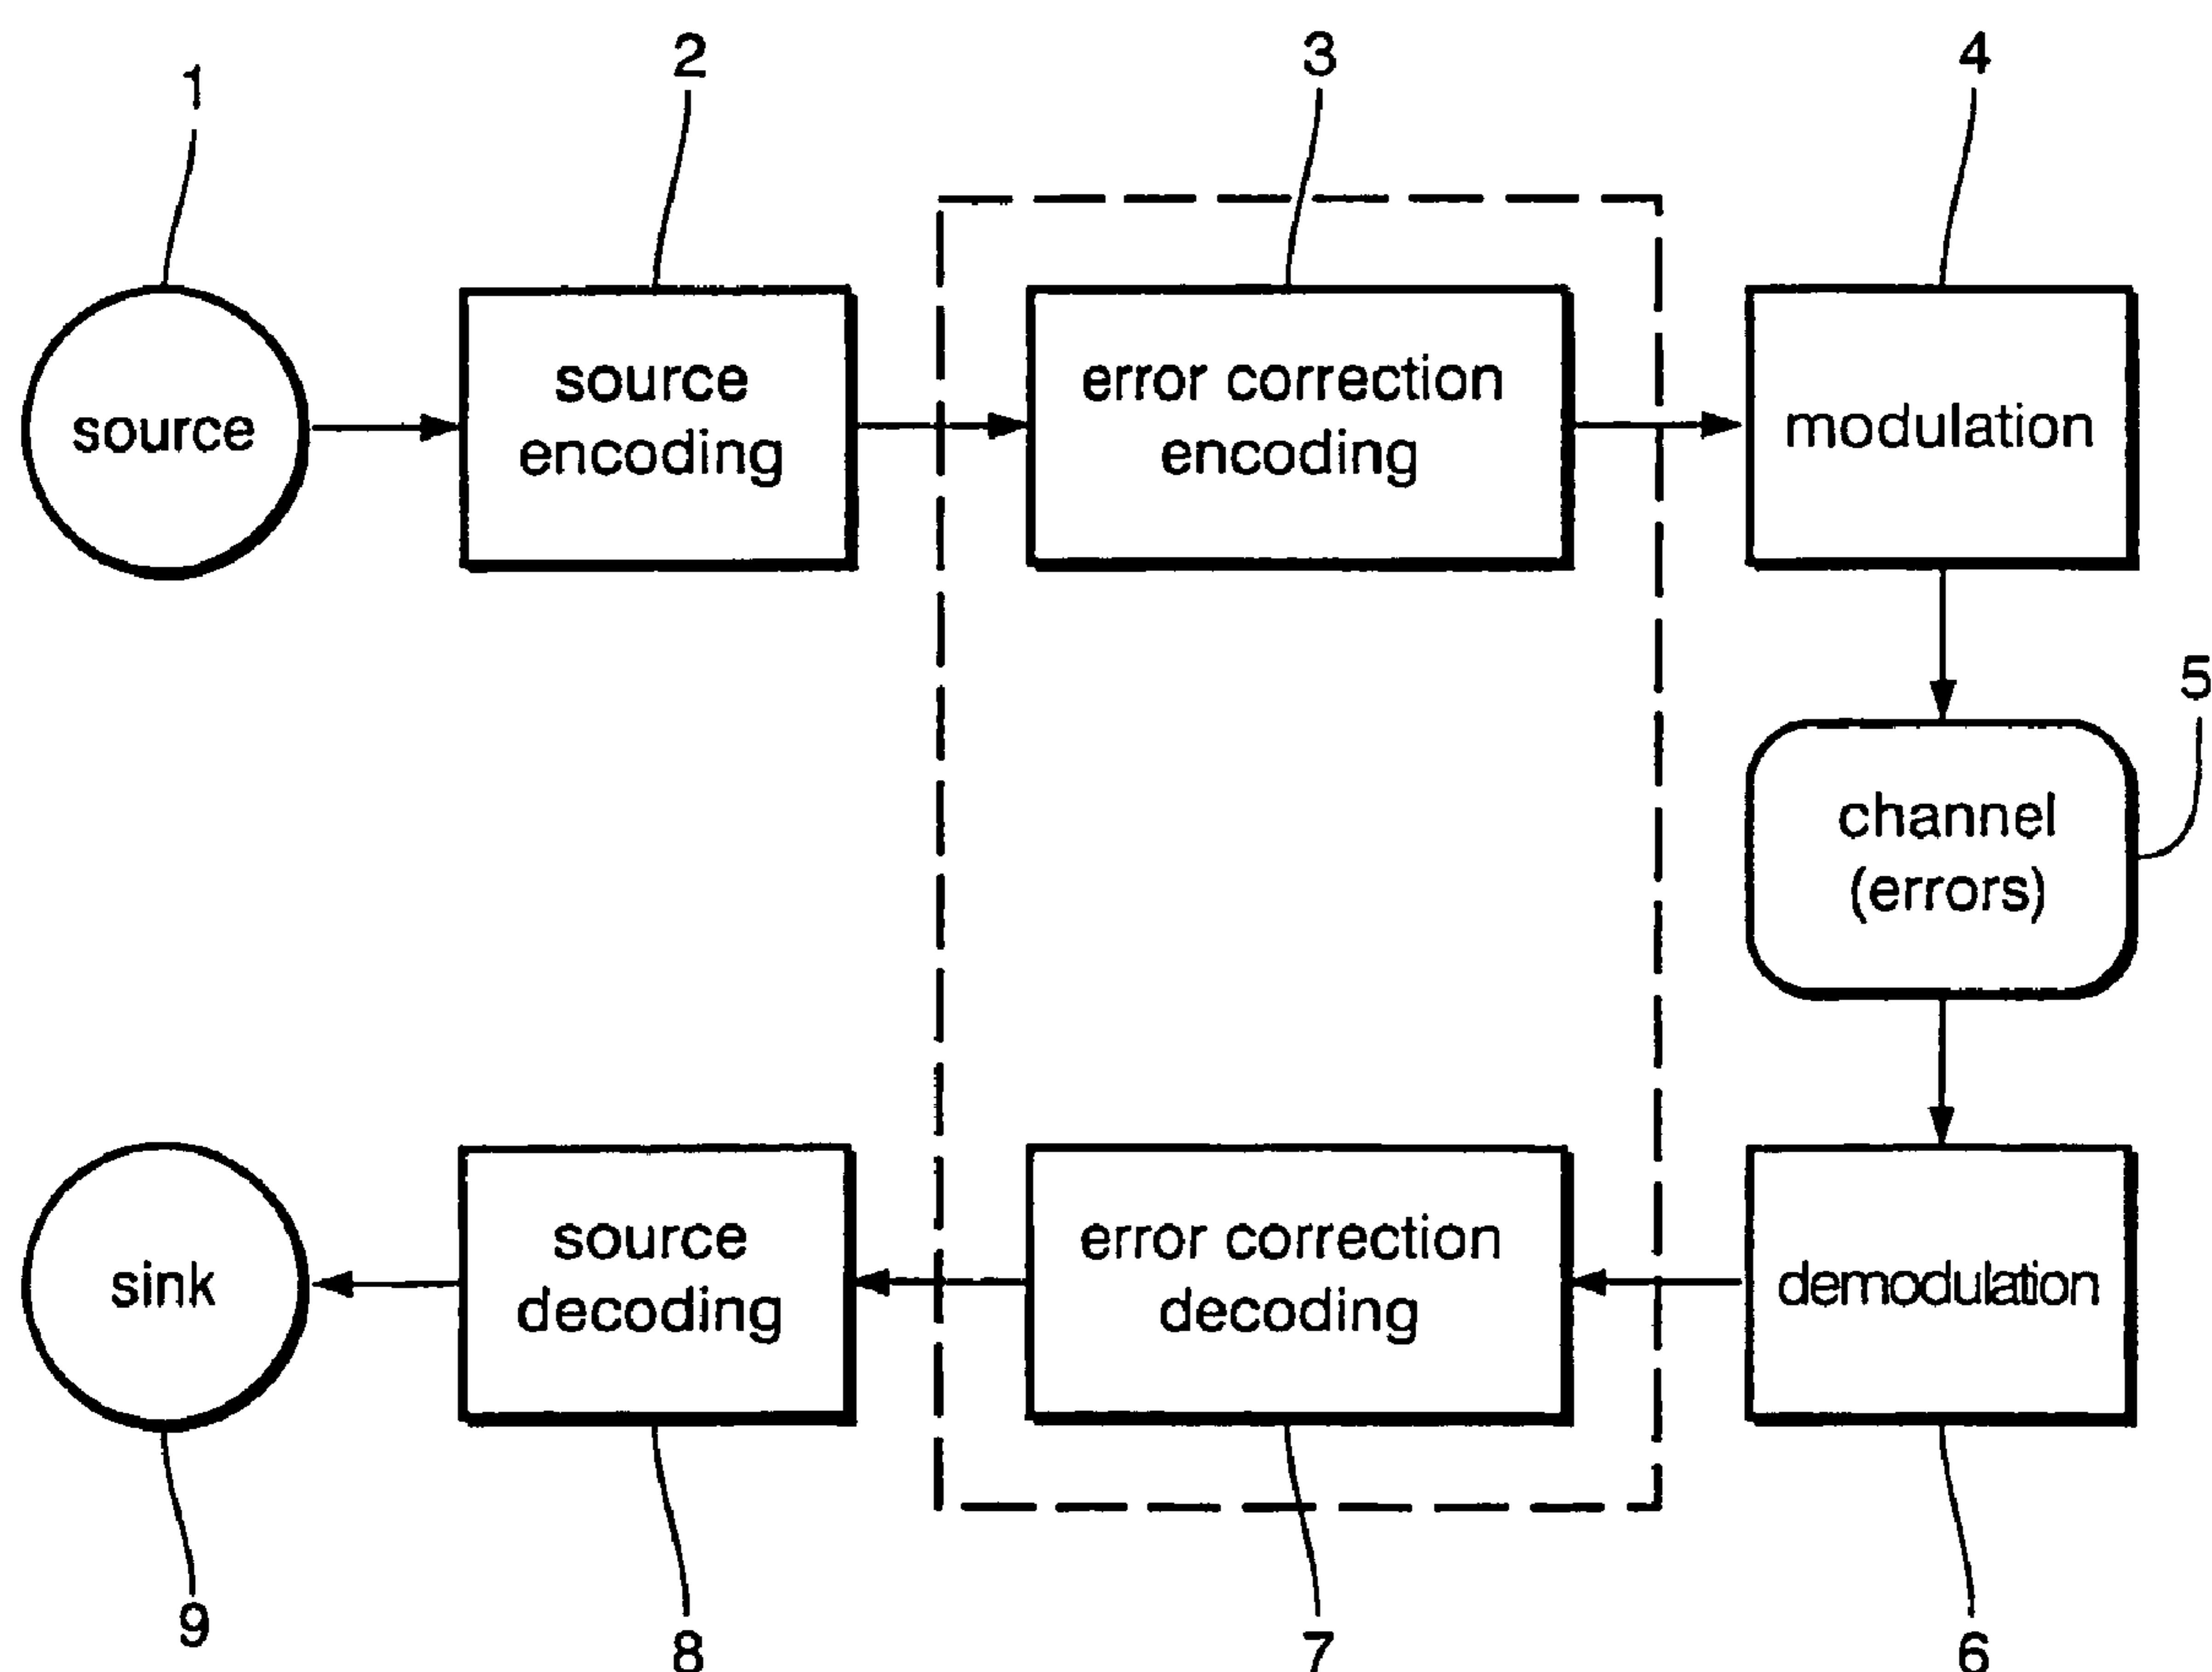 1
2
3
4
source
source
encoding
error correction
encoding
modulation
5
channel
(errors)
sink
source
decoding
error correction
decoding
demodulation
9
8
7
6